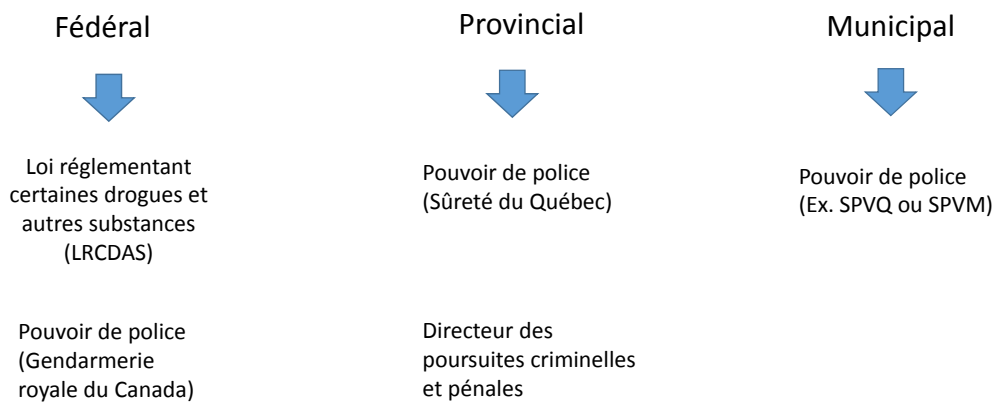 Fédéral
Provincial
Municipal
Loi réglementant
certaines drogues et
autres substances
(LRCDAS)
Pouvoir de police
(Sûreté du Québec)
Pouvoir de police
(Ex. SPVQ ou SPVM)
Pouvoir de police
(Gendarmerie
royale du Canada)
Directeur des
poursuites criminelles
et pénales